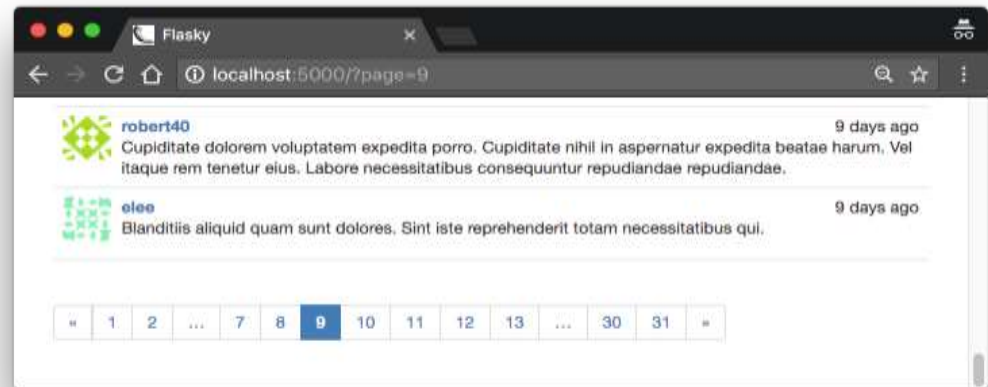 Flasky
localhost:5000/?page=9
robert40 9 days ago
Cupiditate dolorem voluptatem expedita porro. Cupiditate nihil in aspernatur expedita beatae harum. Vel
itaque rem tenetur eius. Labore necessitatibus consequuntur repudiandae repudiandae.
elee 9 days ago
Blanditiis aliquid quam sunt dolores. Sint iste reprehenderit totam necessitatibus qui.
« 1 2 ... 7 8 9 10 11 12 13 ... 30 31 »